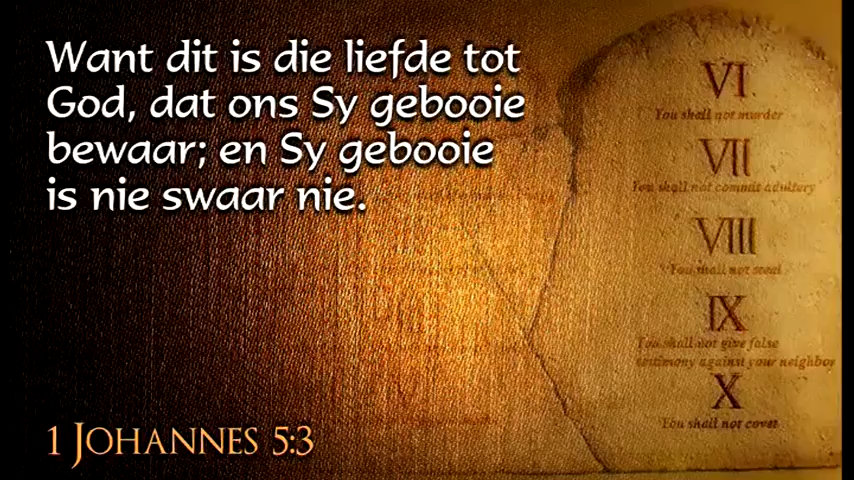 Want dit is die liefde tot
God, dat ons Sy gebooie
bewaar; en Sy gebooie
is nie swaar nie.
1 JOHANNES 5:3
VI
You shall not murder
VII
You shall not commit adultery
VIII
You shall not steal
IX
You shall not give false
testimony against your neighbor
X
You shall not covet